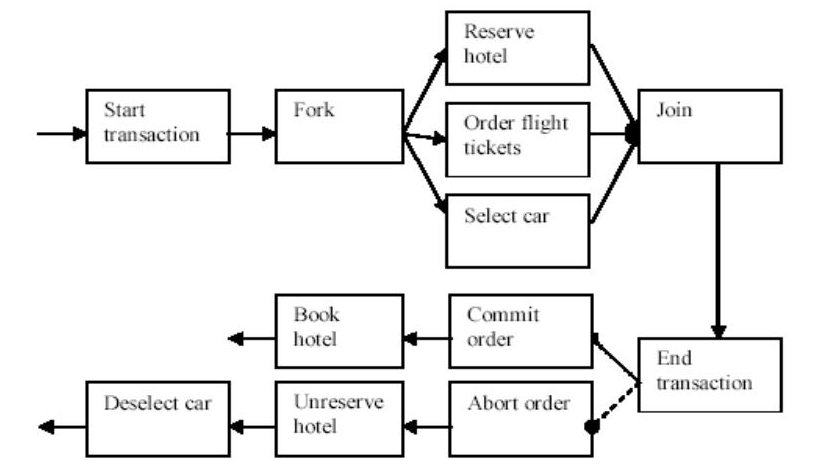 Reserve
hotel
Start
transaction
Fork
Order flight
tickets
Join
Select car
Book
hotel
Commit
order
End
transaction
Deselect car
Unreserve
hotel
Abort order